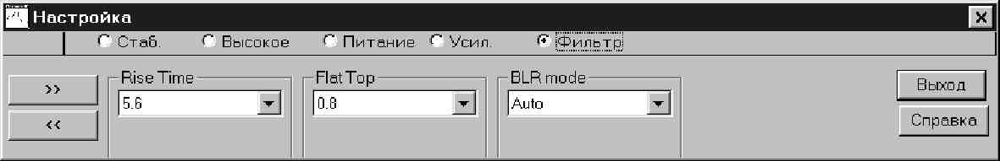 Настройка
Стаб. Высокое Питание Усил. Фильтр
>> Rise Time Flat Top BLR mode Выход
5.6 0.8 Auto
<< Справка